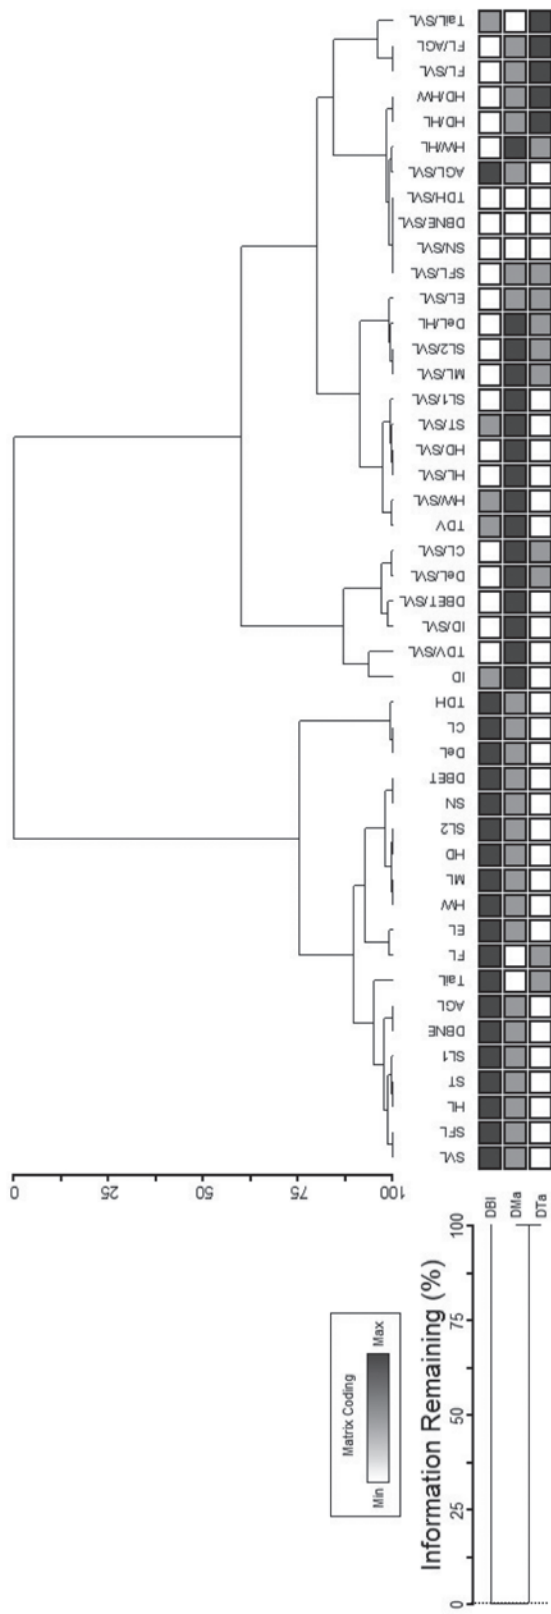 TaiL/SVL
FL/AGL
FL/SVL
HD/HW
HD/HL
HW/HL
AGL/SVL
TDH/SVL
DBNE/SVL
SN/SVL
SFL/SVL
EL/SVL
DeL/HL
SL2/SVL
ML/SVL
SL1/SVL
ST/SVL
HD/SVL
HL/SVL
HW/SVL
TDV
CL/SVL
DeL/SVL
DBET/SVL
ID/SVL
TDV/SVL
ID
TDH
CL
DeL
DBET
SN
SL2
HD
ML
HW
EL
FL
TaiL
AGL
DBNE
SL1
ST
HL
SFL
SVL
0 25 50 75 100
Matrix Coding
Min Max
Information Remaining (%)
0 25 50 75 100
DBl
DMa
DTa